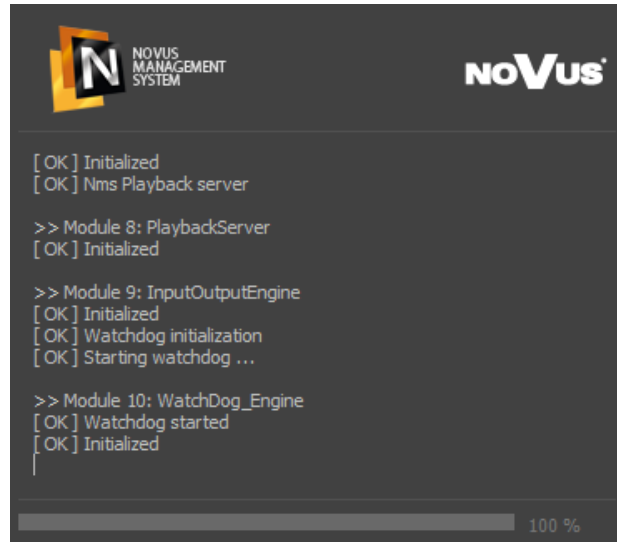 NOVUS
MANAGEMENT
SYSTEM
NOVUS
[ OK ] Initialized
[ OK ] Nms Playback server
>> Module 8: PlaybackServer
[ OK ] Initialized
>> Module 9: InputOutputEngine
[ OK ] Initialized
[ OK ] Watchdog initialization
[ OK ] Starting watchdog ...
>> Module 10: WatchDog_Engine
[ OK ] Watchdog started
[ OK ] Initialized
100 %